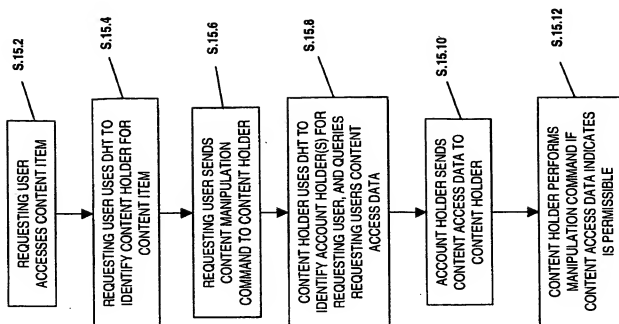 S.15.2
REQUESTING USER
ACCESSES CONTENT ITEM
S.15.4
REQUESTING USER USES DHT TO
IDENTIFY CONTENT HOLDER FOR
CONTENT ITEM
S.15.6
REQUESTING USER SENDS
CONTENT MANIPULATION
COMMAND TO CONTENT HOLDER
S.15.8
CONTENT HOLDER USES DHT TO
IDENTIFY ACCOUNT HOLDER(S) FOR
REQUESTING USER, AND QUERIES
REQUESTING USERS CONTENT
ACCESS DATA
S.15.10
ACCOUNT HOLDER SENDS
CONTENT ACCESS DATA TO
CONTENT HOLDER
S.15.12
CONTENT HOLDER PERFORMS
MANIPULATION COMMAND IF
CONTENT ACCESS DATA INDICATES
IS PERMISSIBLE